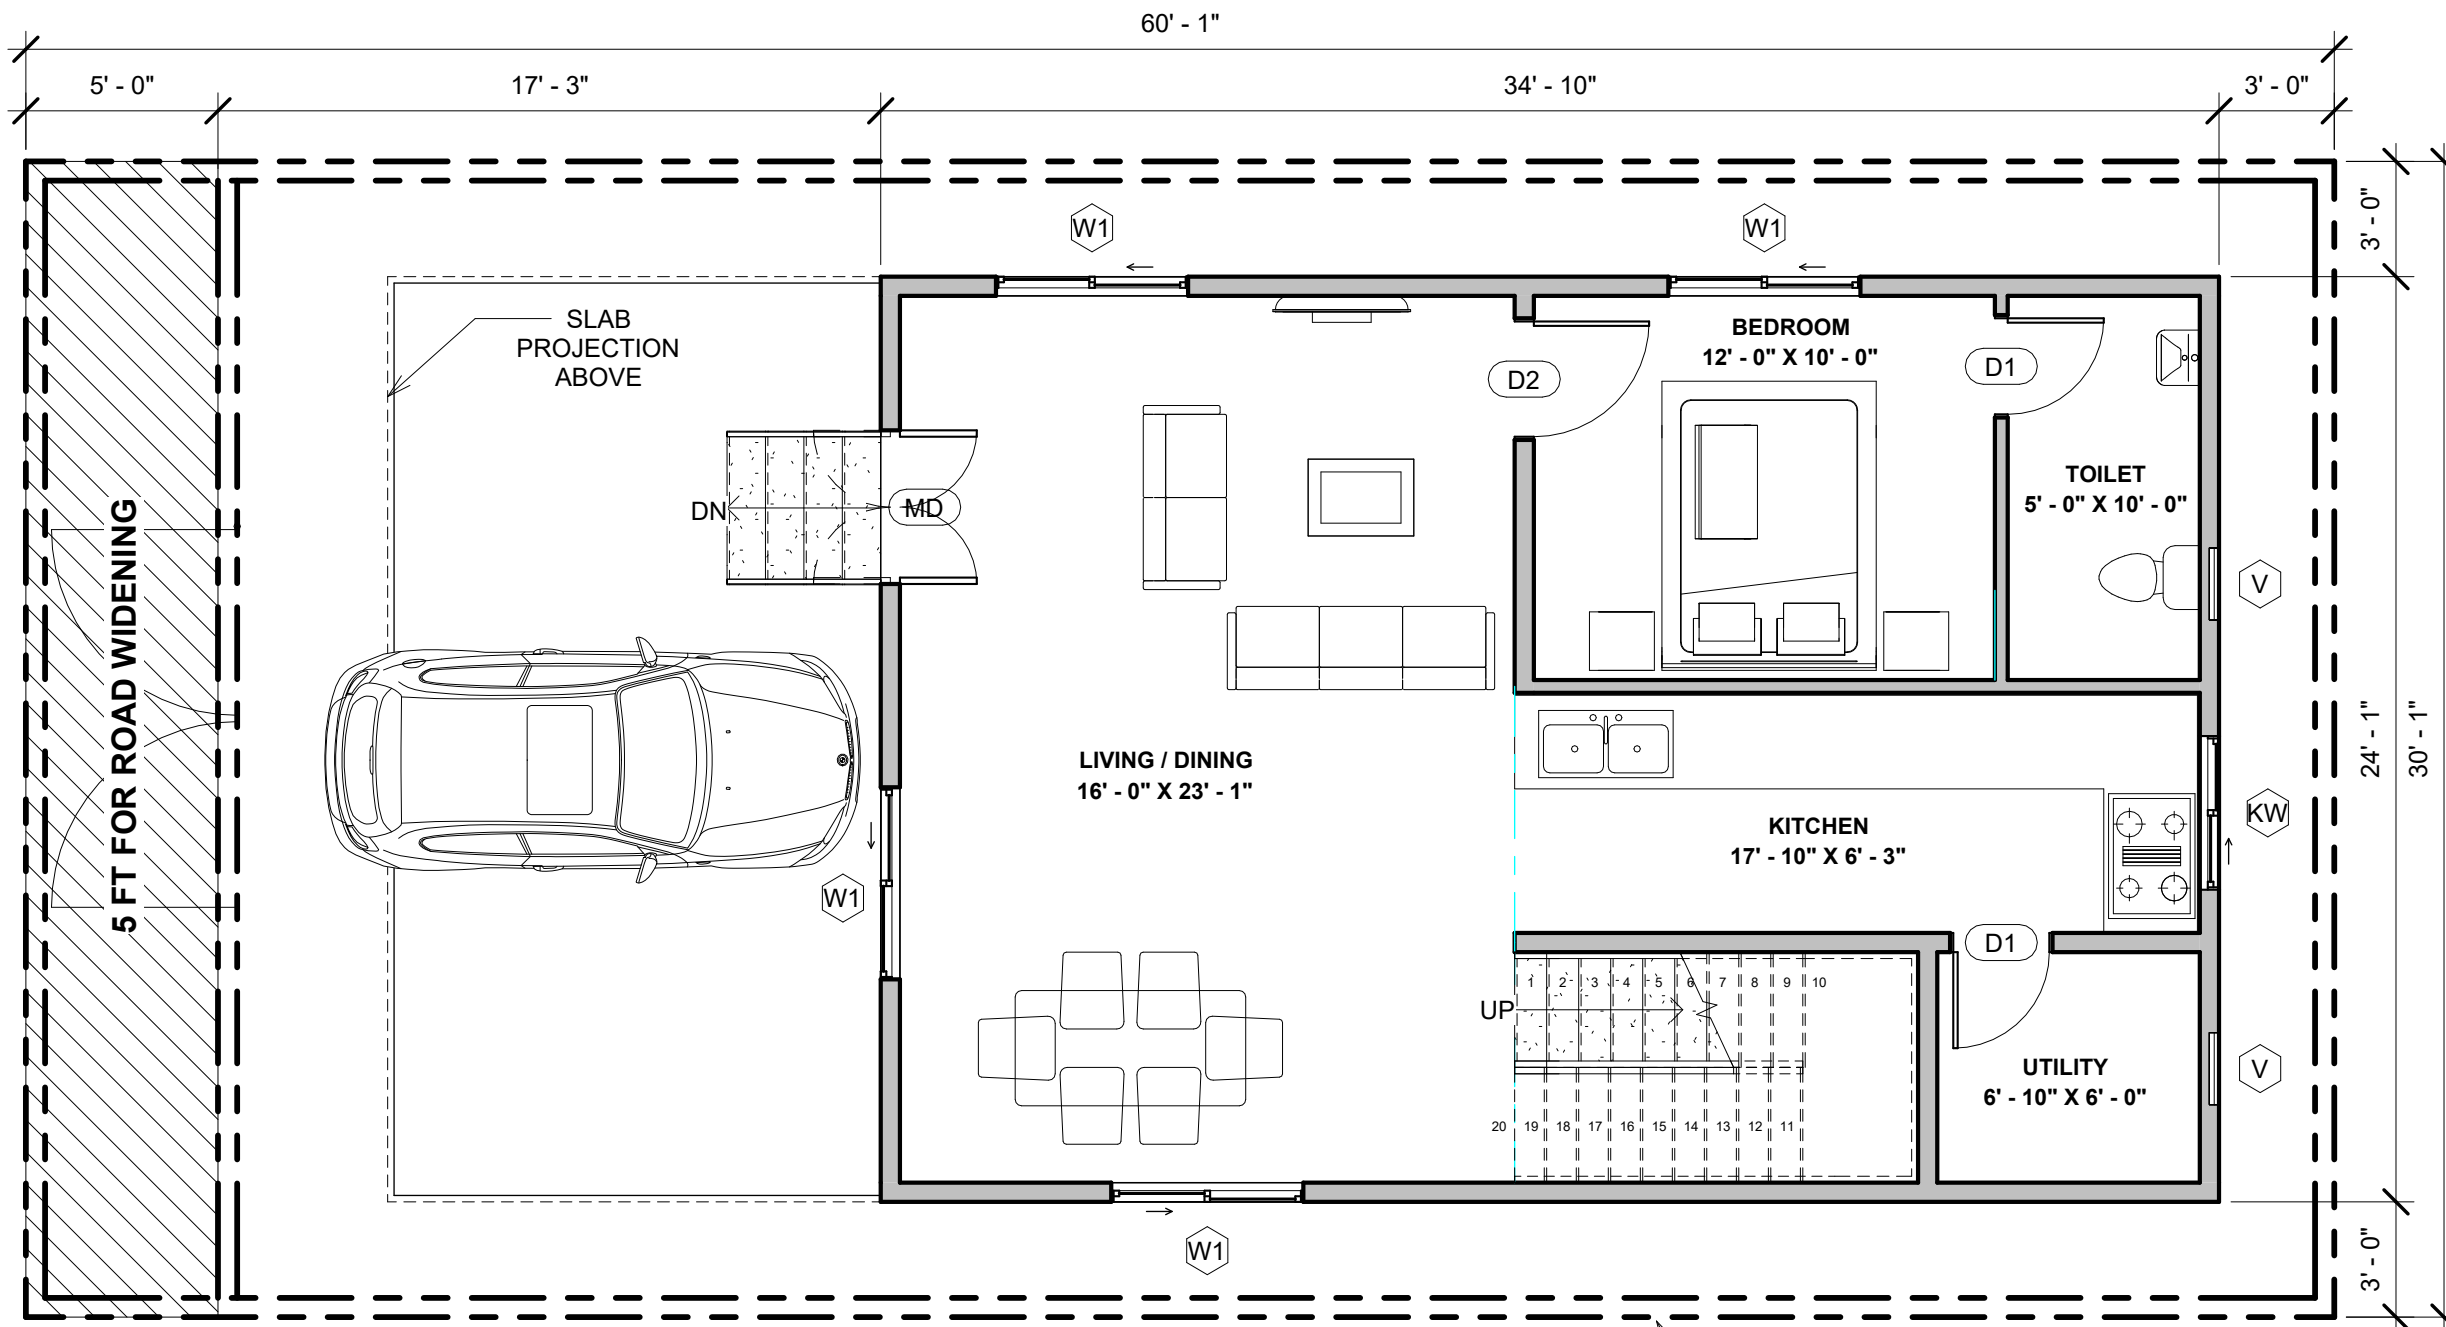 60' - 1"
5' - 0"
17' - 3"
34' - 10"
3' - 0"
3' - 0"
24' - 1"
30' - 1"
3' - 0"
W1
W1
SLAB
PROJECTION
ABOVE
BEDROOM
12' - 0" X 10' - 0"
D2
D1
TOILET
5' - 0" X 10' - 0"
DN
MD
V
5 FT FOR ROAD WIDENING
LIVING / DINING
16' - 0" X 23' - 1"
KITCHEN
17' - 10" X 6' - 3"
KW
W1
D1
1 2 3 4 5 6 7 8 9 10
UP
UTILITY
6' - 10" X 6' - 0"
V
20 19 18 17 16 15 14 13 12 11
W1